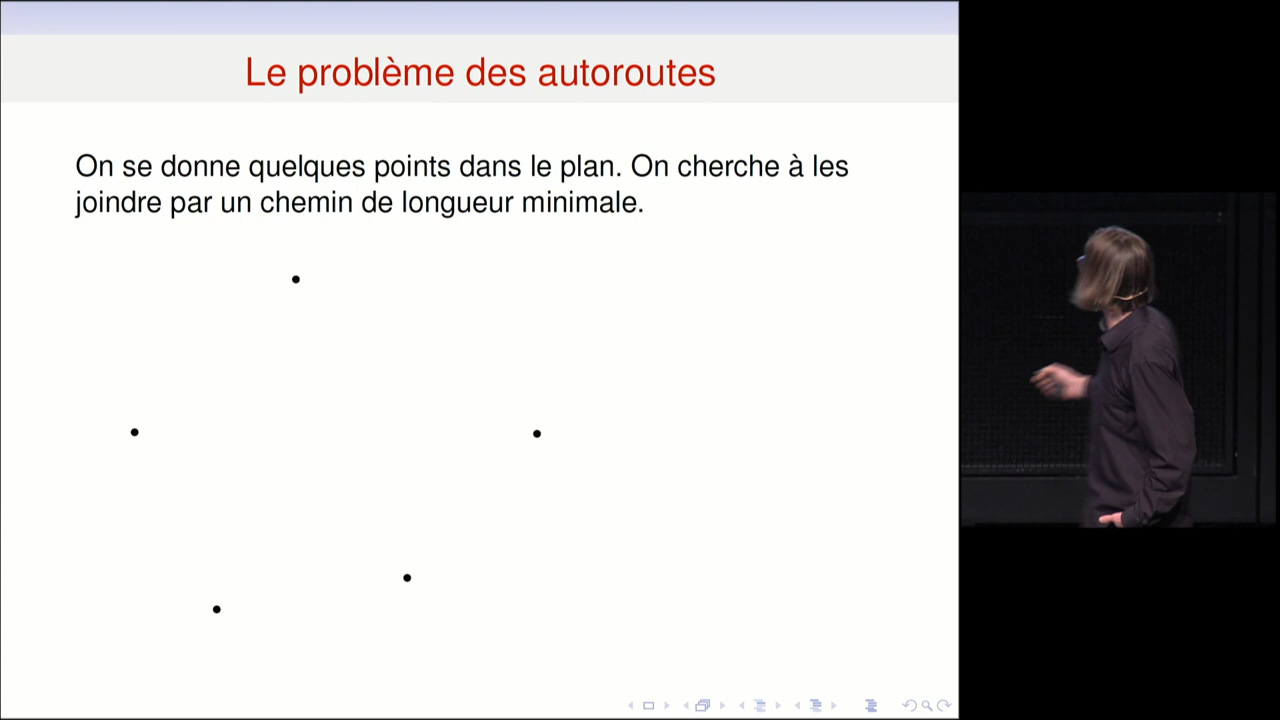 Le problème des autoroutes
On se donne quelques points dans le plan. On cherche à les
joindre par un chemin de longueur minimale.